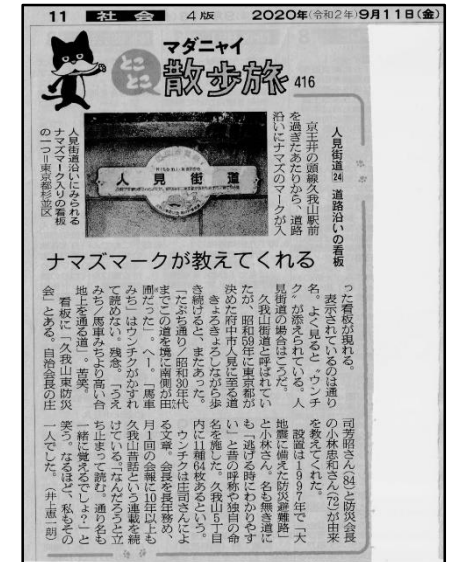 11 社会 4版 2020年(令和2年)9月11日(金)
マダニャイ
とことこ
散歩旅 416
人見街道㉔ 道路沿いの看板
京王井の頭線久我山駅前
を過ぎたあたりから、道路
沿いにナマズのマークが入
人見街道
人見街道沿いにみられる
ナマズマーク入りの看板
の一つ=東京都杉並区
ナマズマークが教えてくれる
った看板が現れる。
表示されているのは通り
名。よく見ると〝ウンチ
ク〟が添えられている。人
見街道の場合はこうだ。
久我山街道と呼ばれてい
たが、昭和59年に東京都が
決めた府中市人見に至る道
きょろきょろしながら歩
き続けると、またあった。
「たんぼ通り/昭和30年代
までこの道を境に南側が田
圃だった」。へー。「馬車
みち」はウンチクがかすれ
て読めない。残念。「うえ
みち/馬車みちより高い台
地上を通る道」。苦笑。
看板に「久我山東防災
会」とある。自治会長の庄
司芳昭さん(84)と防災会長
の小林忠和さん(72)が由来
を教えてくれた。
設置は1997年で「大
地震に備えた防災避難路」
と小林さん。名も無き道に
も「逃げる時にわかりやす
い」と昔の呼称や独自の命
名を施した。久我山5丁目
内に11種64枚あるという。
ウンチクは庄司さんによ
る文章。会長を長年務め、
月1回の会報に10年以上も
久我山昔話という連載を続
けている。「なんだろうと立
ち止まって読む。通り名も
一緒に覚えるでしょ?」と
笑う。なるほど、私もその
一人でした。 (井上恵一朗)